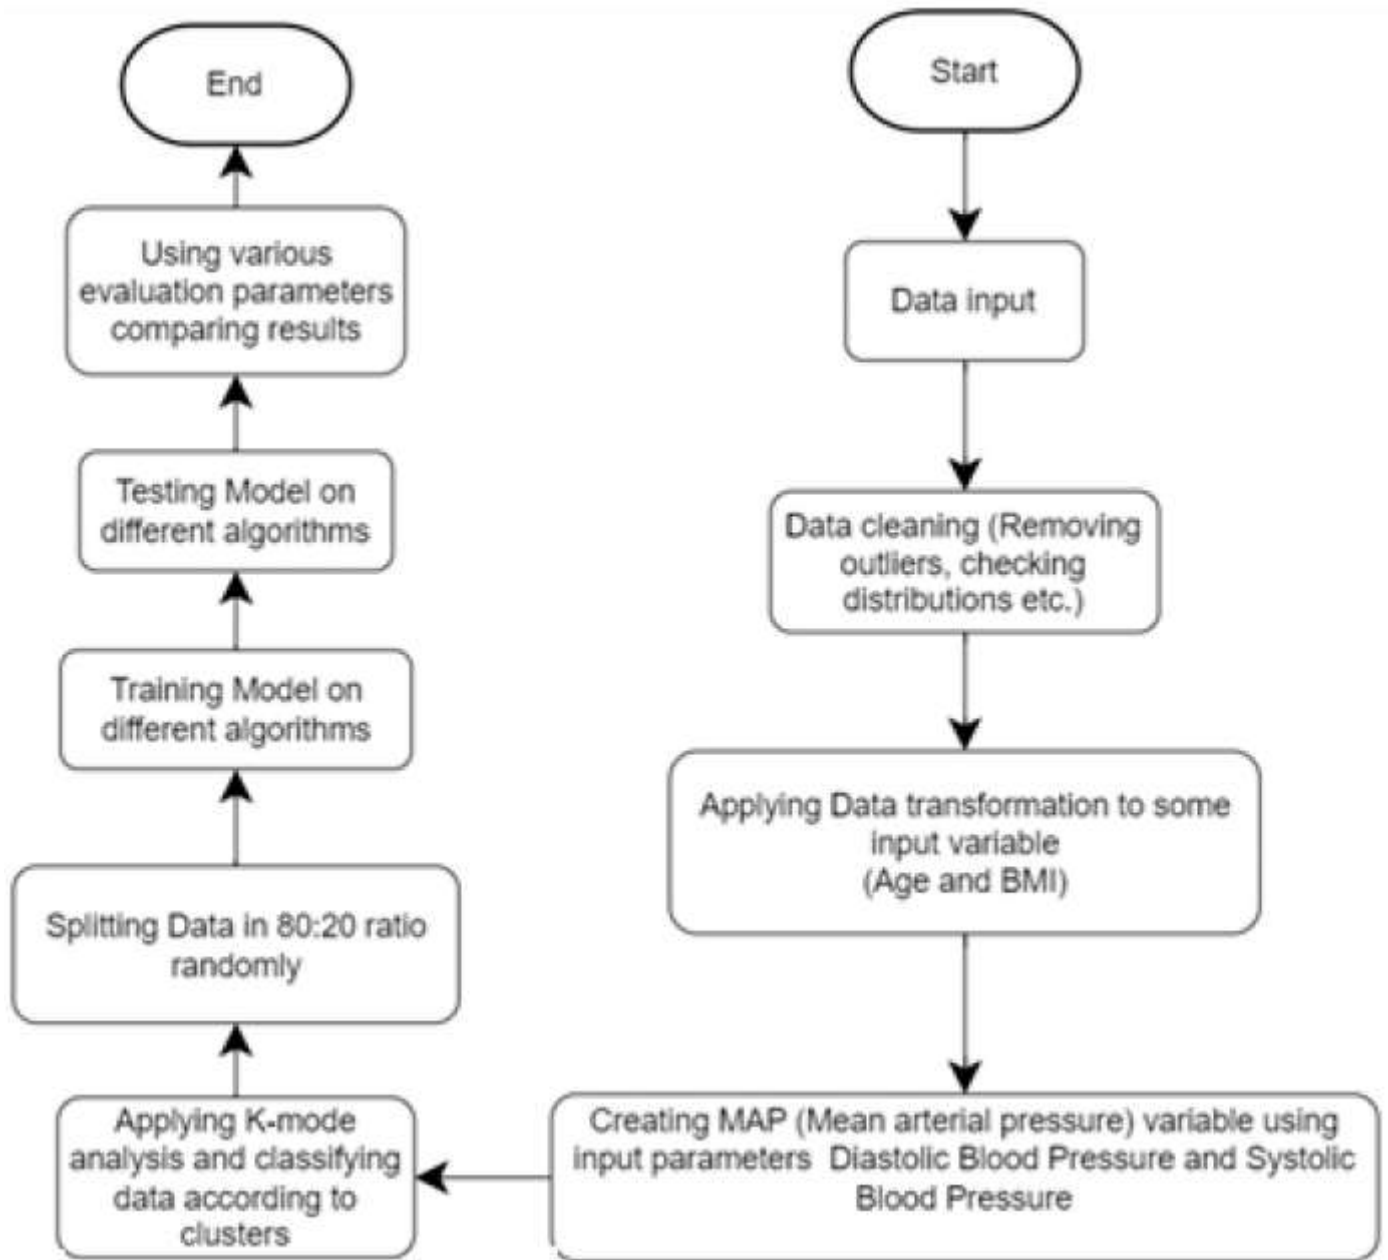 Start
Data input
Data cleaning (Removing
outliers, checking
distributions etc.)
Applying Data transformation to some
input variable
(Age and BMI)
Creating MAP (Mean arterial pressure) variable using
input parameters Diastolic Blood Pressure and Systolic
Blood Pressure
Applying K-mode
analysis and classifying
data according to
clusters
Splitting Data in 80:20 ratio
randomly
Training Model on
different algorithms
Testing Model on
different algorithms
Using various
evaluation parameters
comparing results
End